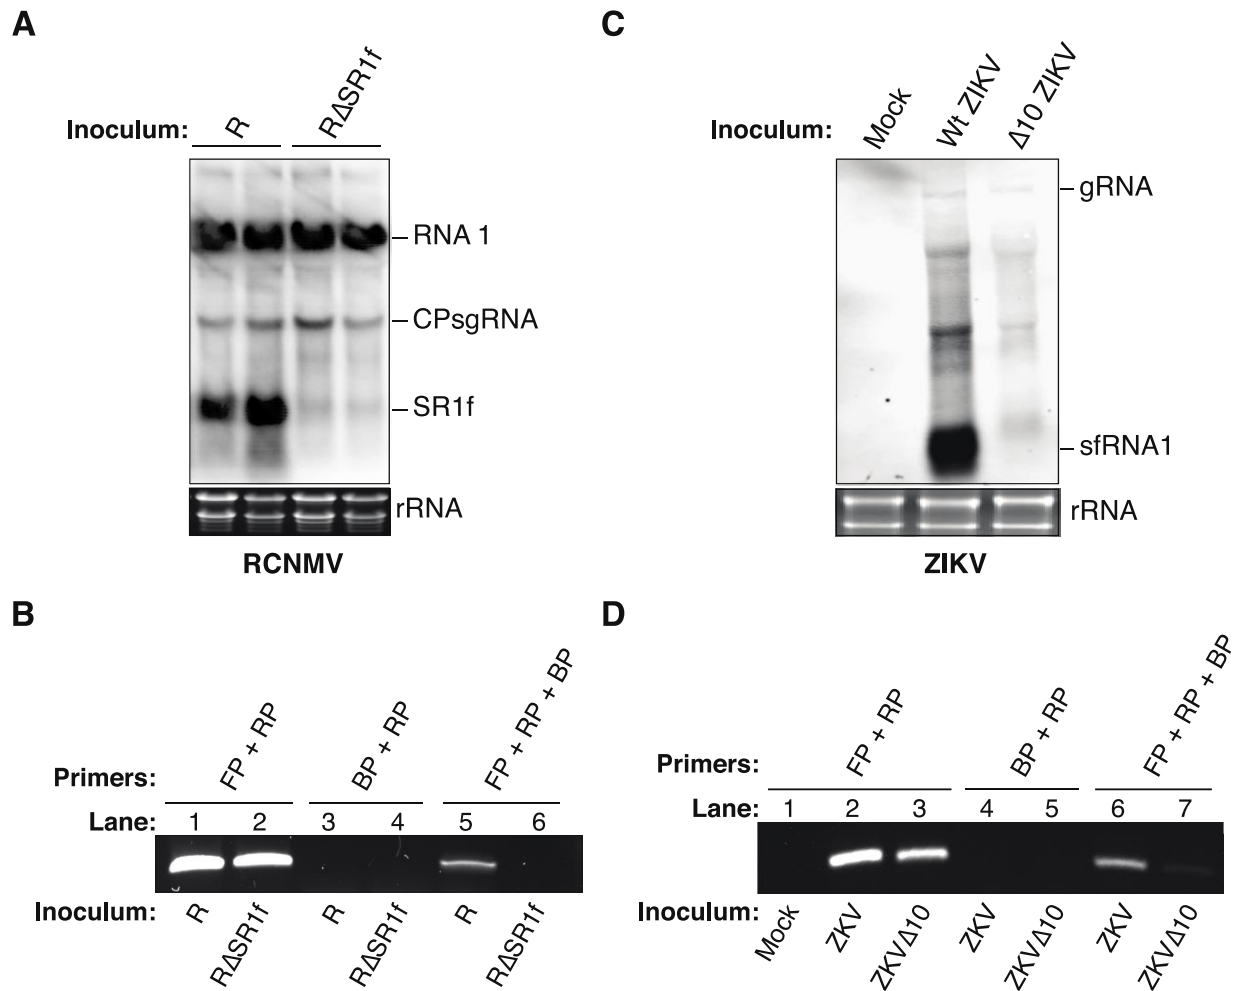 A
Inoculum: R RΔSR1f
RNA 1
CPsgRNA
SR1f
rRNA
RCNMV
B
Primers: FP + RP BP + RP FP + RP + BP
Lane: 1 2 3 4 5 6
Inoculum: R RΔSR1f R RΔSR1f R RΔSR1f
C
Inoculum: Mock Wt ZIKV Δ10 ZIKV
gRNA
sfRNA1
rRNA
ZIKV
D
Primers: FP + RP BP + RP FP + RP + BP
Lane: 1 2 3 4 5 6 7
Inoculum: Mock ZKV ZKVΔ10 ZKV ZKVΔ10 ZKV ZKVΔ10